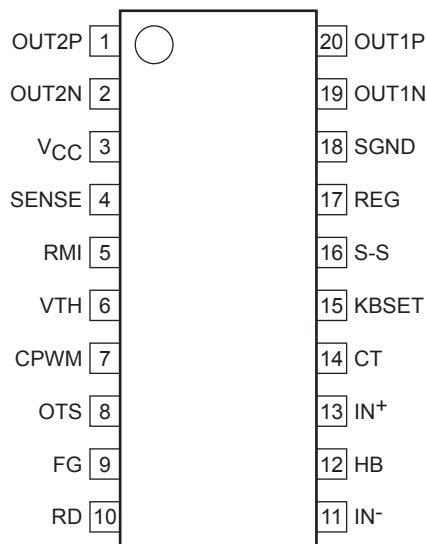 OUT2P 1 20 OUT1P
OUT2N 2 19 OUT1N
VCC 3 18 SGND
SENSE 4 17 REG
RMI 5 16 S-S
VTH 6 15 KBSET
CPWM 7 14 CT
OTS 8 13 IN+
FG 9 12 HB
RD 10 11 IN-